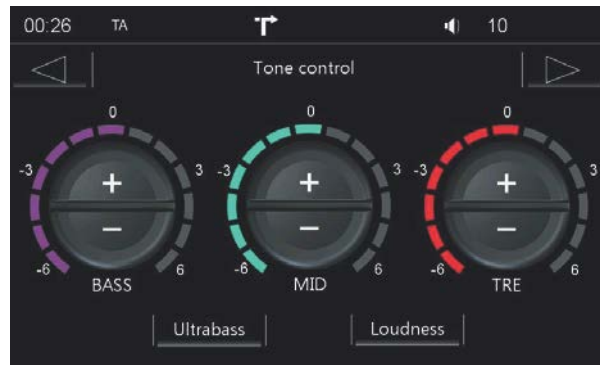 00:26 TA 10
Tone control
0 0 0
-3 3 -3 3 -3 3
+ + +
− − −
-6 6 -6 6 -6 6
BASS MID TRE
Ultrabass Loudness